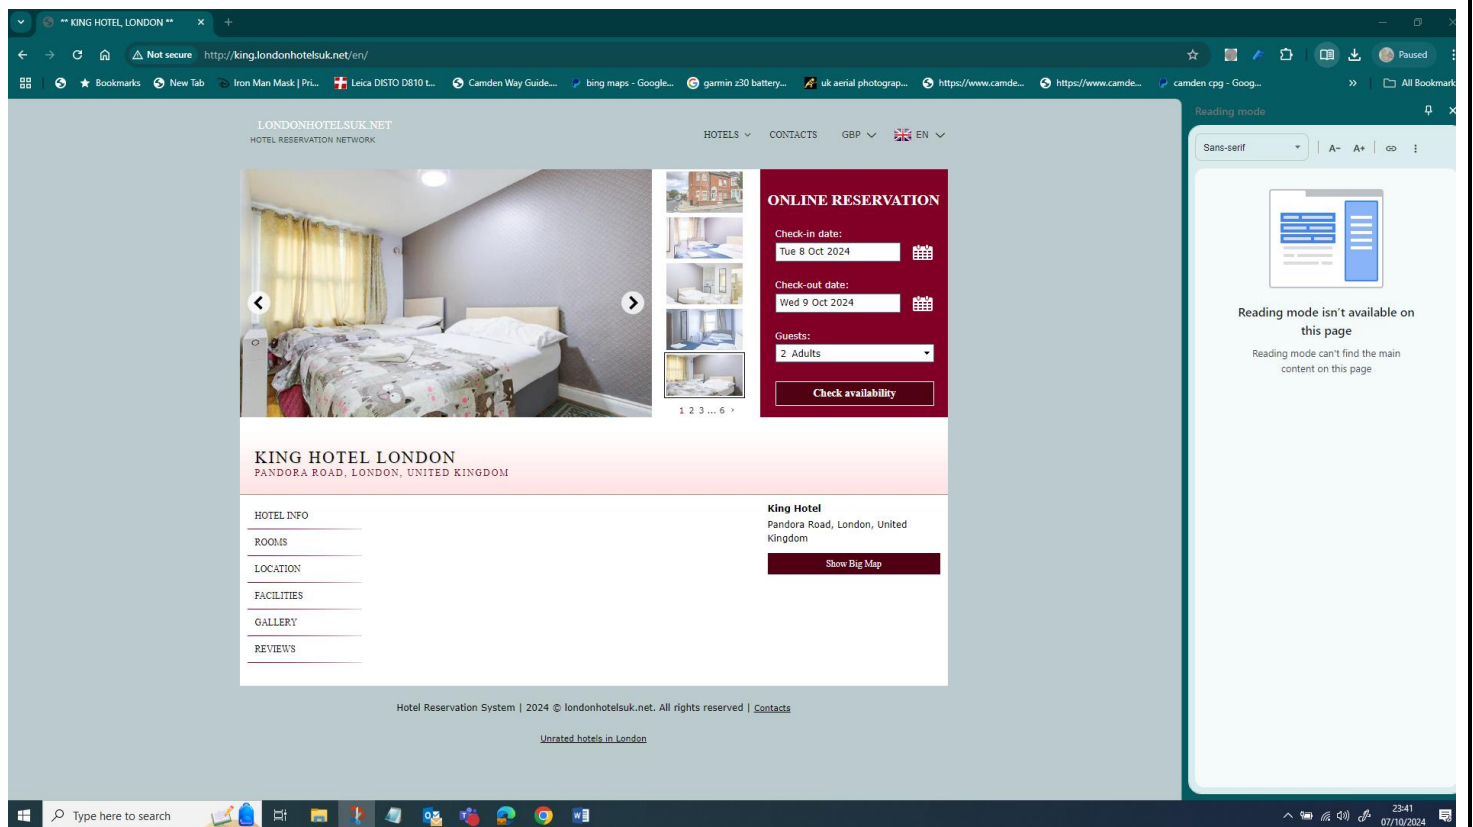 ** KING HOTEL, LONDON **
Not secure http://king.londonhotelsuk.net/en/
Paused
Bookmarks
New Tab
Iron Man Mask | Pri...
Leica DISTO D810 t...
Camden Way Guide....
bing maps - Google...
garmin z30 battery...
uk aerial photograp...
https://www.camde...
https://www.camde...
camden cpg - Goog...
»
All Bookmark
LONDONHOTELSUK.NET
HOTEL RESERVATION NETWORK
HOTELS
CONTACTS
GBP
EN
ONLINE RESERVATION
Check-in date:
Tue 8 Oct 2024
Check-out date:
Wed 9 Oct 2024
Guests:
2 Adults
Check availability
1 2 3 ... 6 >
KING HOTEL LONDON
PANDORA ROAD, LONDON, UNITED KINGDOM
HOTEL INFO
ROOMS
LOCATION
FACILITIES
GALLERY
REVIEWS
King Hotel
Pandora Road, London, United
Kingdom
Show Big Map
Hotel Reservation System | 2024 © londonhotelsuk.net. All rights reserved | Contacts
Unrated hotels in London
Reading mode
Sans-serif
A-
A+
Reading mode isn't available on
this page
Reading mode can't find the main
content on this page
Type here to search
23:41
07/10/2024